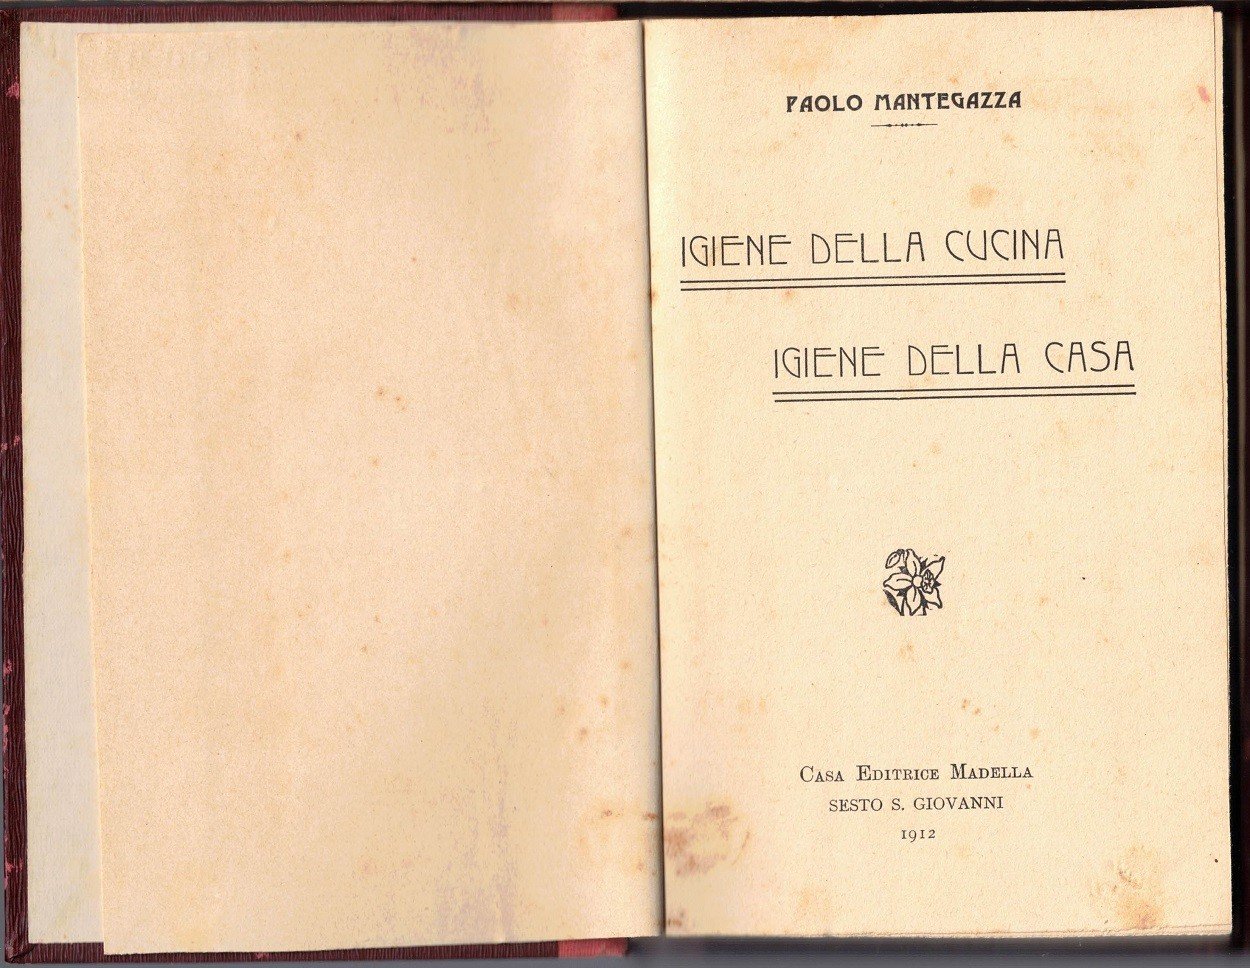 PAOLO MANTEGAZZA
IGIENE DELLA CUCINA
IGIENE DELLA CASA
Casa Editrice Madella
SESTO S. GIOVANNI
1912